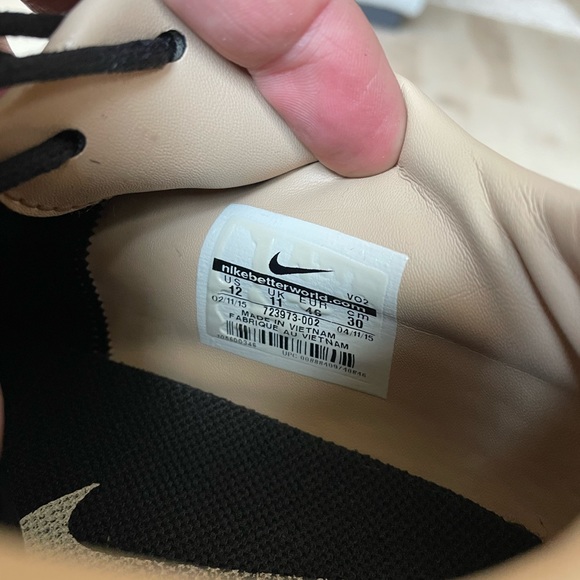 nikebetterworld.com
US UK EUR cm VO2
12 11 46 30
02/11/15 723973-002 04/11/15
MADE IN VIETNAM
FABRIQUE AU VIETNAM